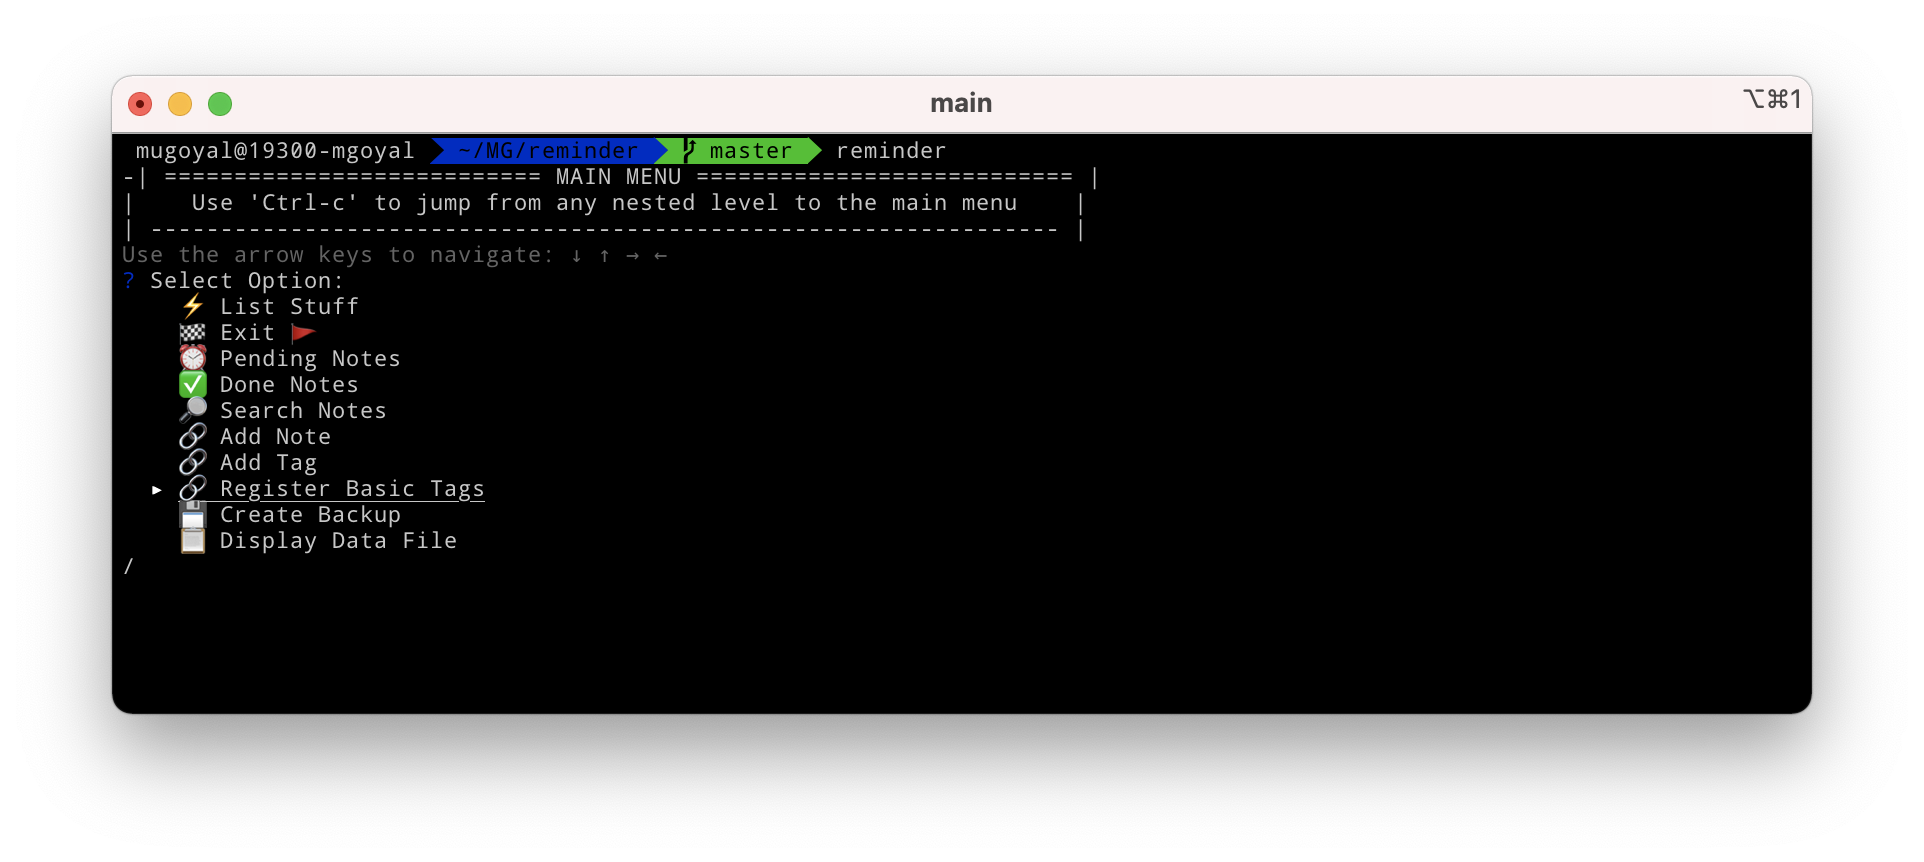 main
⌥⌘1
mugoyal@19300-mgoyal ~/MG/reminder master reminder
-| =========================== MAIN MENU =========================== |
|    Use 'Ctrl-c' to jump from any nested level to the main menu    |
| ----------------------------------------------------------------- |
Use the arrow keys to navigate: ↓ ↑ → ←
? Select Option:
⚡ List Stuff
🏁 Exit 🚩
⏰ Pending Notes
✅ Done Notes
🔎 Search Notes
🔗 Add Note
🔗 Add Tag
▸ 🔗 Register Basic Tags
💾 Create Backup
📋 Display Data File
/